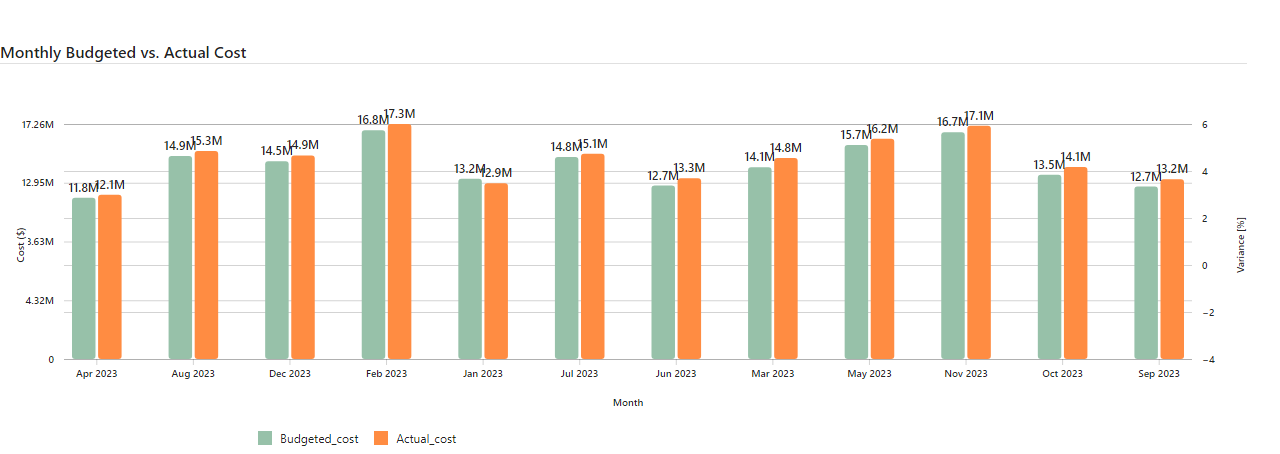 Monthly Budgeted vs. Actual Cost
17.26M
12.95M
8.63M
4.32M
0
Cost ($)
11.8M 12.1M
14.9M 15.3M
14.5M 14.9M
16.8M 17.3M
13.2M 12.9M
14.8M 15.1M
12.7M 13.3M
14.1M 14.8M
15.7M 16.2M
16.7M 17.1M
13.5M 14.1M
12.7M 13.2M
6
4
2
0
−2
−4
Variance [%]
Apr 2023 Aug 2023 Dec 2023 Feb 2023 Jan 2023 Jul 2023 Jun 2023 Mar 2023 May 2023 Nov 2023 Oct 2023 Sep 2023
Month
Budgeted_cost Actual_cost